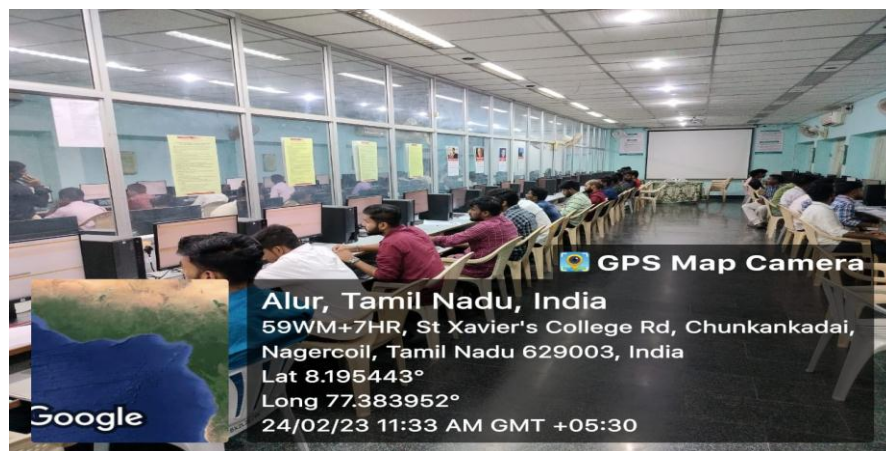 GPS Map Camera
Alur, Tamil Nadu, India
59WM+7HR, St Xavier's College Rd, Chunkankadai,
Nagercoil, Tamil Nadu 629003, India
Lat 8.195443°
Long 77.383952°
24/02/23 11:33 AM GMT +05:30
Google